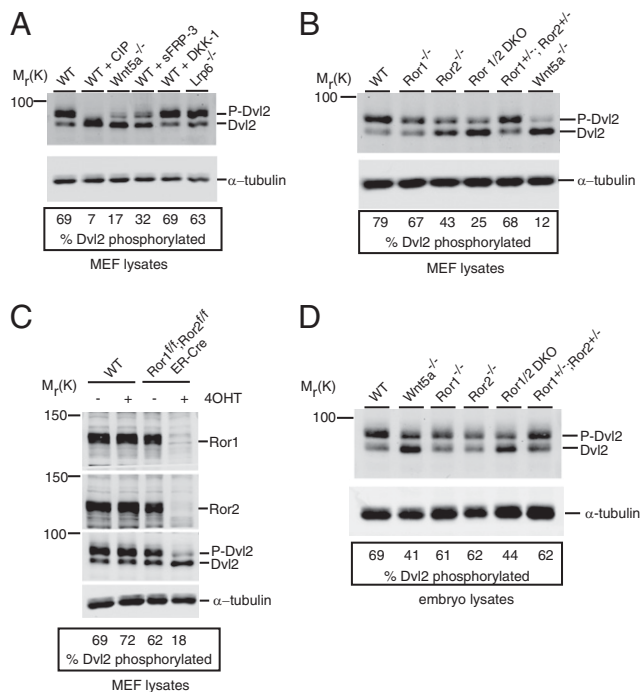 A
M_r(K)
WT
WT + CIP
Wnt5a-/-
WT + sFRP-3
WT + DKK-1
Lrp6-/-
100
P-Dvl2
Dvl2
α–tubulin
69 7 17 32 69 63
% Dvl2 phosphorylated
MEF lysates
B
M_r(K)
WT
Ror1-/-
Ror2-/-
Ror 1/2 DKO
Ror1+/-; Ror2+/-
Wnt5a-/-
100
P-Dvl2
Dvl2
α–tubulin
79 67 43 25 68 12
% Dvl2 phosphorylated
MEF lysates
C
WT
Ror1f/f;Ror2f/f
ER-Cre
M_r(K)
- + - + 4OHT
150
Ror1
150
Ror2
100
P-Dvl2
Dvl2
α–tubulin
69 72 62 18
% Dvl2 phosphorylated
MEF lysates
D
M_r(K)
WT
Wnt5a-/-
Ror1-/-
Ror2-/-
Ror1/2 DKO
Ror1+/-;Ror2+/-
100
P-Dvl2
Dvl2
α-tubulin
69 41 61 62 44 62
% Dvl2 phosphorylated
embryo lysates